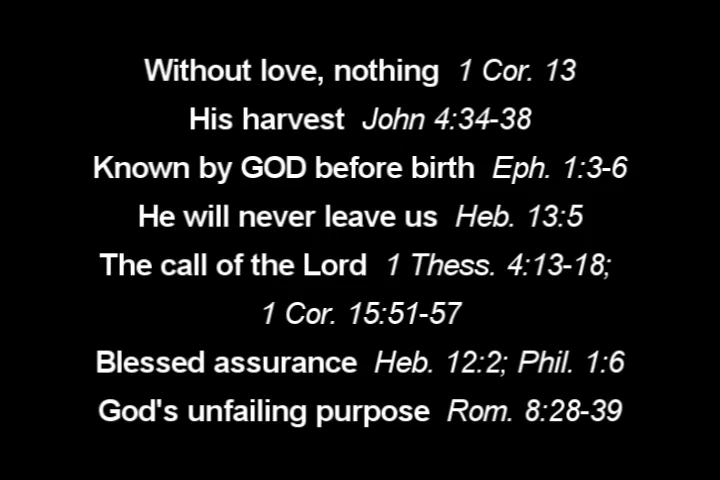 Without love, nothing 1 Cor. 13
His harvest John 4:34-38
Known by GOD before birth Eph. 1:3-6
He will never leave us Heb. 13:5
The call of the Lord 1 Thess. 4:13-18;
1 Cor. 15:51-57
Blessed assurance Heb. 12:2; Phil. 1:6
God's unfailing purpose Rom. 8:28-39